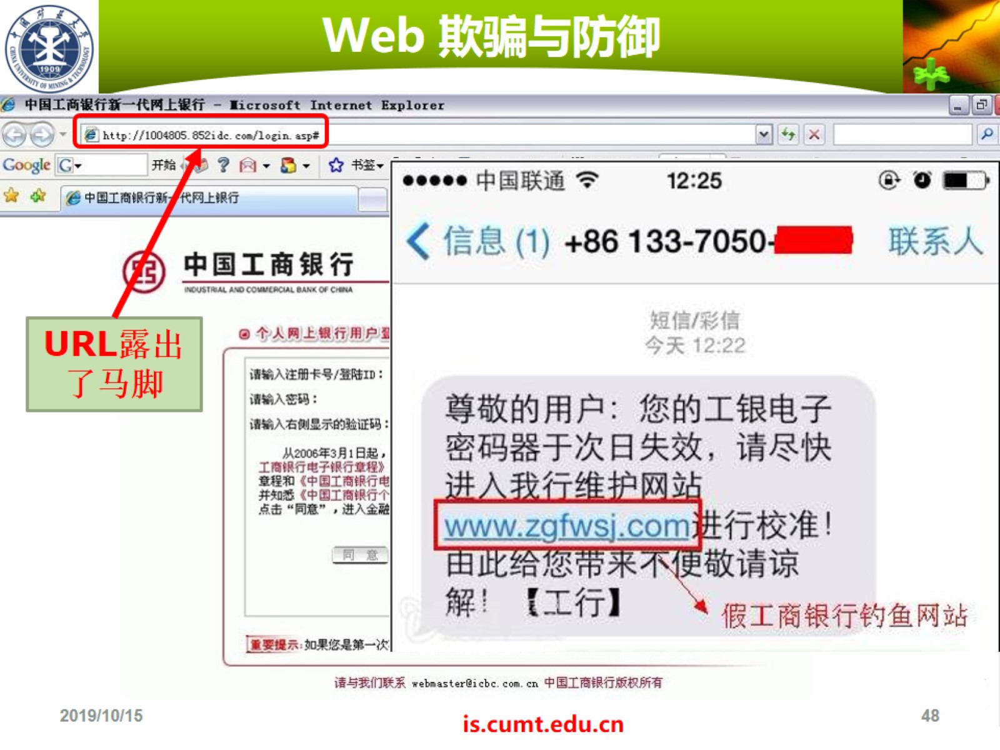 Web 欺骗与防御
中国矿业大学
CHINA UNIVERSITY OF MINING & TECHNOLOGY
1909
中国工商银行新一代网上银行 - Microsoft Internet Explorer
http://1004805.852idc.com/login.asp#
Google
G
开始
书签
中国工商银行新一代网上银行
中国工商银行
INDUSTRIAL AND COMMERCIAL BANK OF CHINA
URL露出
了马脚
个人网上银行用户登
请输入注册卡号/登陆ID：
请输入密码：
请输入右侧显示的验证码：
从2006年3月1日起，
工商银行电子银行章程》
章程和《中国工商银行电
并知悉《中国工商银行个
点击“同意”，进入金融
同 意
重要提示:如果您是第一次
请与我们联系 webmaster@icbc.com.cn 中国工商银行版权所有
中国联通
12:25
信息 (1)
+86 133-7050-
联系人
短信/彩信
今天 12:22
尊敬的用户：您的工银电子
密码器于次日失效，请尽快
进入我行维护网站
www.zgfwsj.com进行校准！
由此给您带来不便敬请谅
解！【工行】
假工商银行钓鱼网站
2019/10/15
is.cumt.edu.cn
48